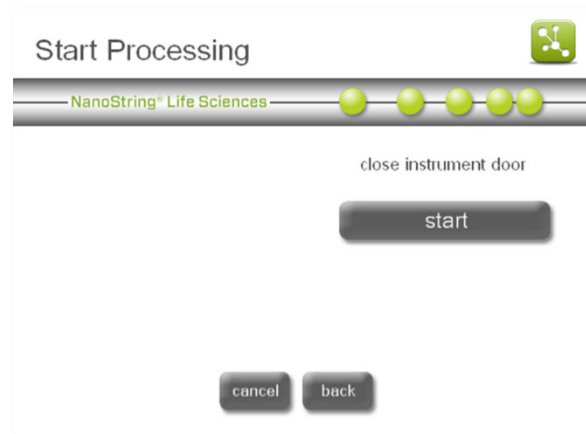 Start Processing
NanoString® Life Sciences
close instrument door
start
cancel
back